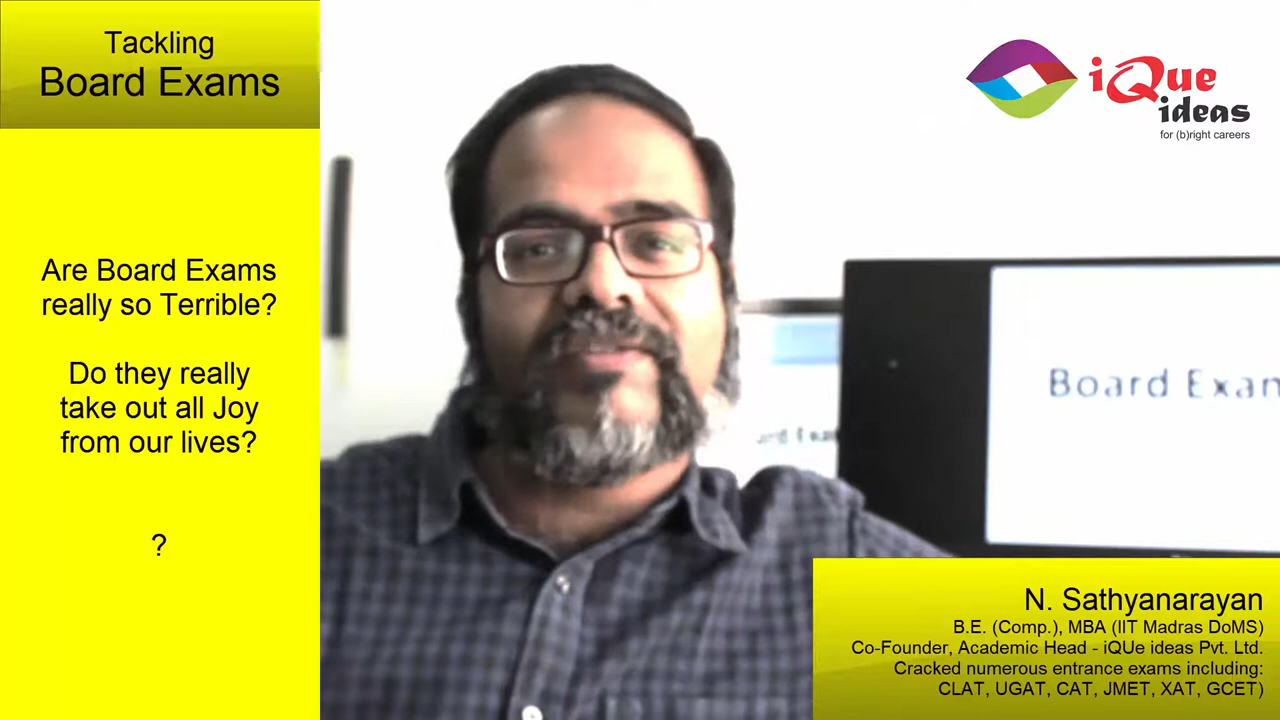 Tackling
Board Exams
Are Board Exams
really so Terrible?
Do they really
take out all Joy
from our lives?
?
iQue
ideas
for (b)right careers
Board Exam
N. Sathyanarayan
B.E. (Comp.), MBA (IIT Madras DoMS)
Co-Founder, Academic Head - iQUe ideas Pvt. Ltd.
Cracked numerous entrance exams including:
CLAT, UGAT, CAT, JMET, XAT, GCET)